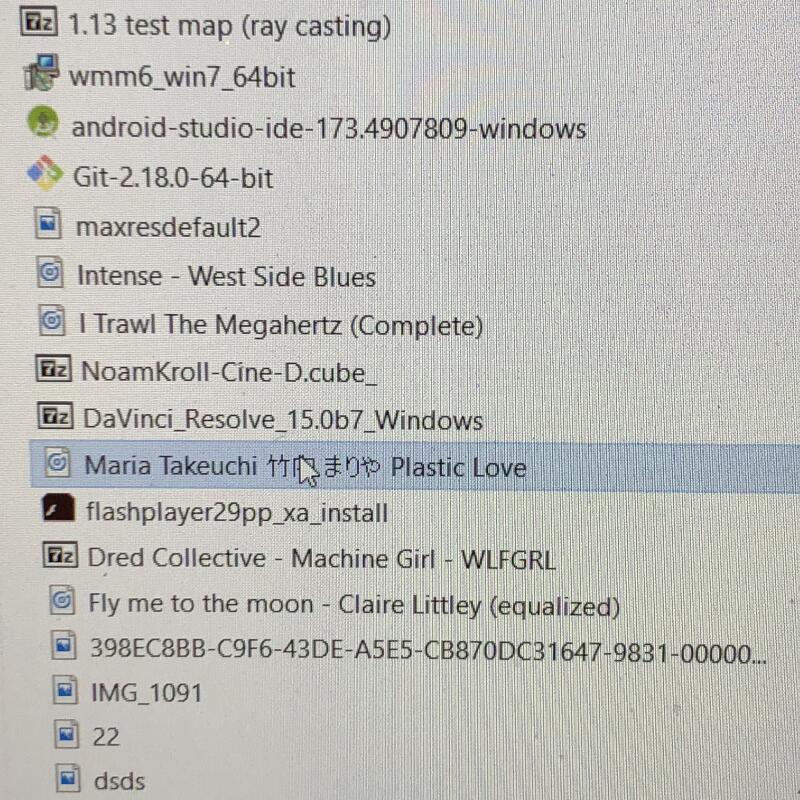 1.13 test map (ray casting)
wmm6_win7_64bit
android-studio-ide-173.4907809-windows
Git-2.18.0-64-bit
maxresdefault2
Intense - West Side Blues
I Trawl The Megahertz (Complete)
NoamKroll-Cine-D.cube_
DaVinci_Resolve_15.0b7_Windows
Maria Takeuchi まりや Plastic Love
flashplayer29pp_xa_install
Dred Collective - Machine Girl - WLFGRL
Fly me to the moon - Claire Littley (equalized)
398EC8BB-C9F6-43DE-A5E5-CB870DC31647-9831-00000...
IMG_1091
22
dsds